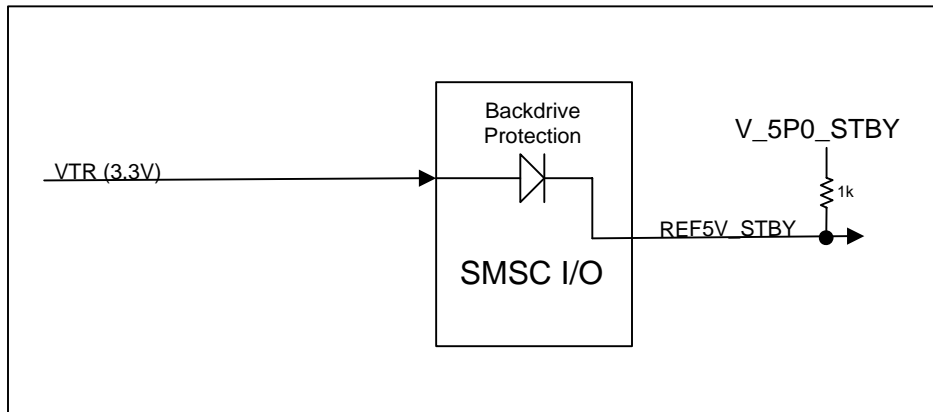 Backdrive
Protection
V_5P0_STBY
VTR (3.3V)
1k
REF5V_STBY
SMSC I/O